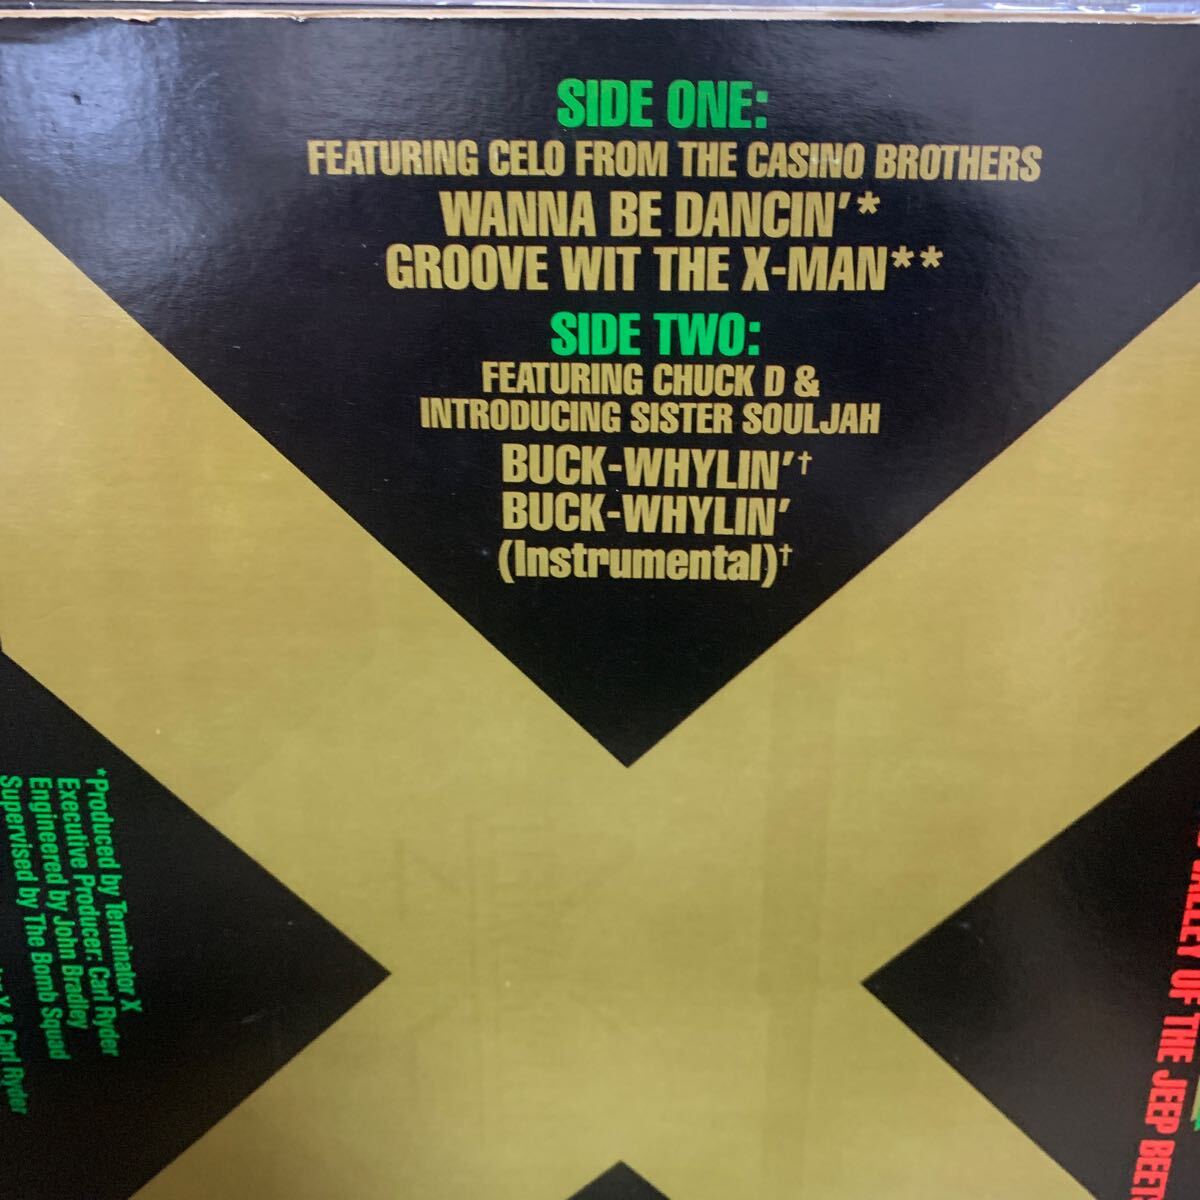 SIDE ONE:
FEATURING CELO FROM THE CASINO BROTHERS
WANNA BE DANCIN'*
GROOVE WIT THE X-MAN**
SIDE TWO:
FEATURING CHUCK D &
INTRODUCING SISTER SOULJAH
BUCK-WHYLIN'†
BUCK-WHYLIN'
(Instrumental)†
*Produced by Terminator X
Executive Producer: Carl Ryder
Engineered by John Bradley
Supervised by The Bomb Squad
X & Carl Ryder
VALLEY OF THE JEEP BEETS